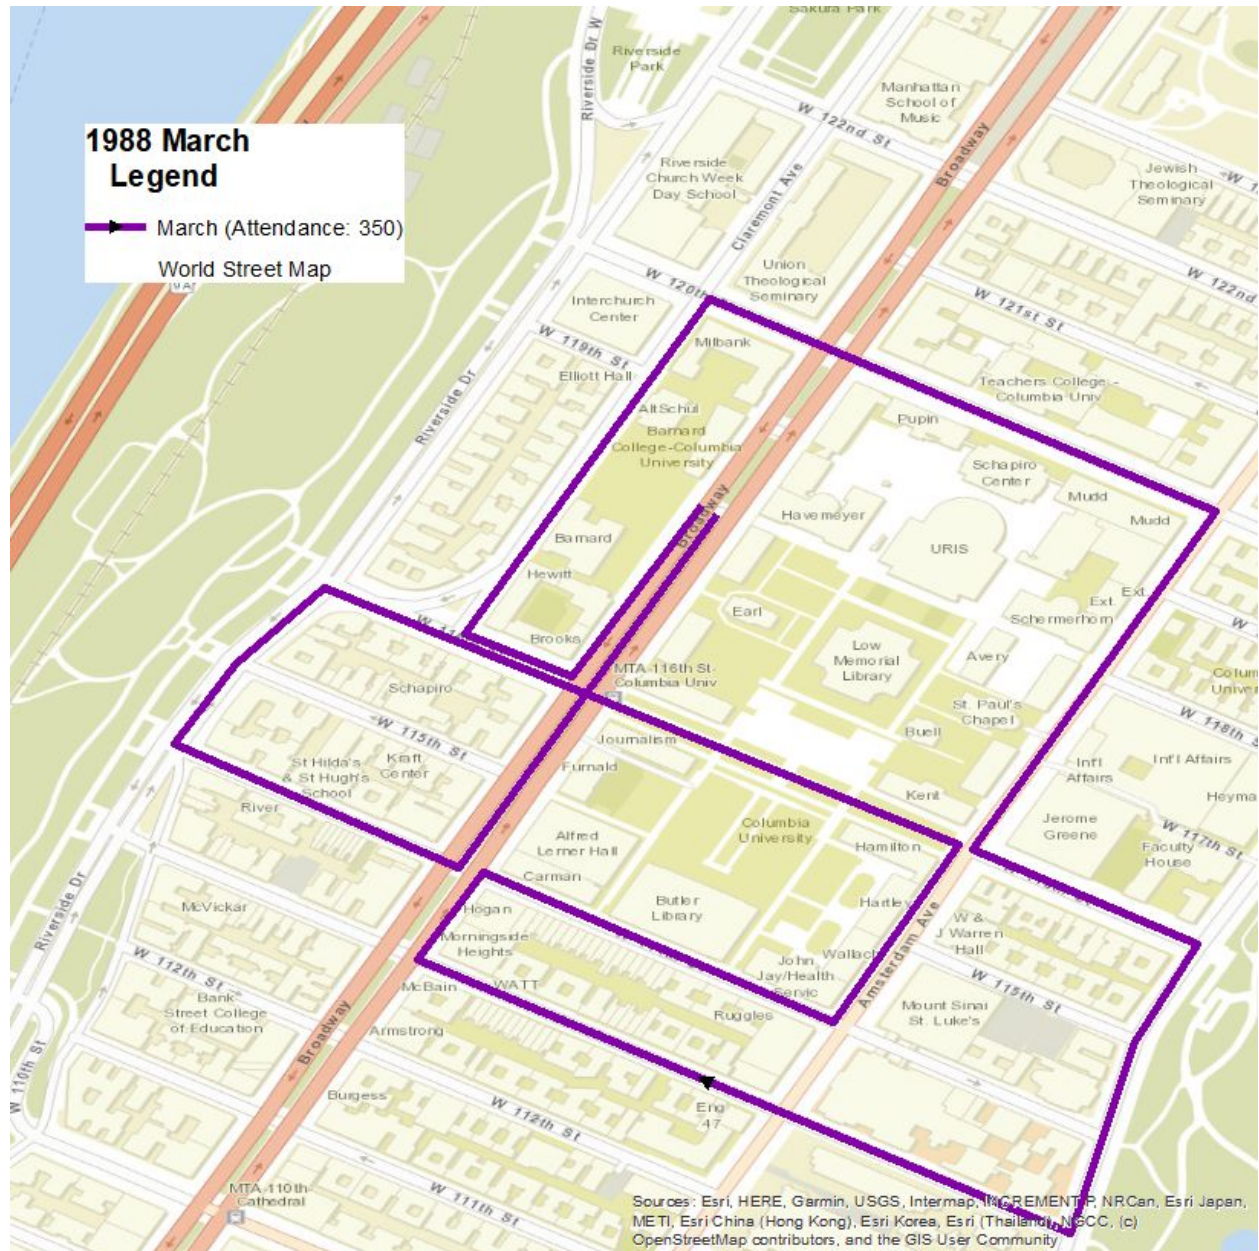 1988 March
Legend
March (Attendance: 350)
World Street Map
Sakura Park
Riverside
Park
Riverside Dr W
Manhattan
School of
Music
W 122nd St
Broadway
Jewish
Theological
Seminary
Riverside
Church Week
Day School
Claremont Ave
Union
Theological
Seminary
W 122nd
W 120th
W 121st St
Interchurch
Center
W 119th St
Elliott Hall
Milbank
Riverside Dr
Teachers College -
Columbia Univ
AltSchul
Barnard
College-Columbia
University
Pupin
Schapiro
Center
Mudd
Mudd
Broadway
Havemeyer
URIS
Barnard
Hewitt
Brooks
Earl
Ext.
Ext.
Schermerhorn
Low
Memorial
Library
Avery
MTA-116th St-
Columbia Univ
St. Paul's
Chapel
Buell
W 118th S
Schapiro
W 115th St
Journalism
Furnald
Kraft
Center
St Hilda's
& St Hugh's
School
River
Int'l
Affairs
Int'l Affairs
Heyma
Kent
Columbia
University
Jerome
Greene
W 117th St
Faculty
House
Hamilton
Alfred
Lerner Hall
Carman
Butler
Library
Hartley
McVickar
Hogan
Morningside
Heights
W &
J Warren
Hall
Wallach
John
Jay/Health
Servic
Amsterdam Ave
W 115th St
Riverside Dr
W 112th St
Bank
Street College
of Education
McBain
WATT
Ruggles
Mount Sinai
St. Luke's
Armstrong
Broadway
W 110th St
Burgess
W 112th St
Eng
47
MTA-110th-
Cathedral
W 111th St
Sources: Esri, HERE, Garmin, USGS, Intermap, INCREMENT P, NRCan, Esri Japan,
METI, Esri China (Hong Kong), Esri Korea, Esri (Thailand), NGCC, (c)
OpenStreetMap contributors, and the GIS User Community